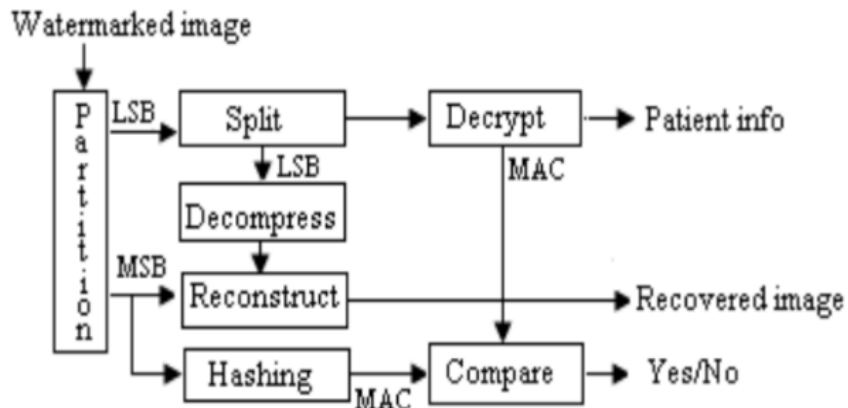 Watermarked image
Partition
LSB
Split
Decrypt
Patient info
LSB
MAC
Decompress
MSB
Reconstruct
Recovered image
Hashing
MAC
Compare
Yes/No